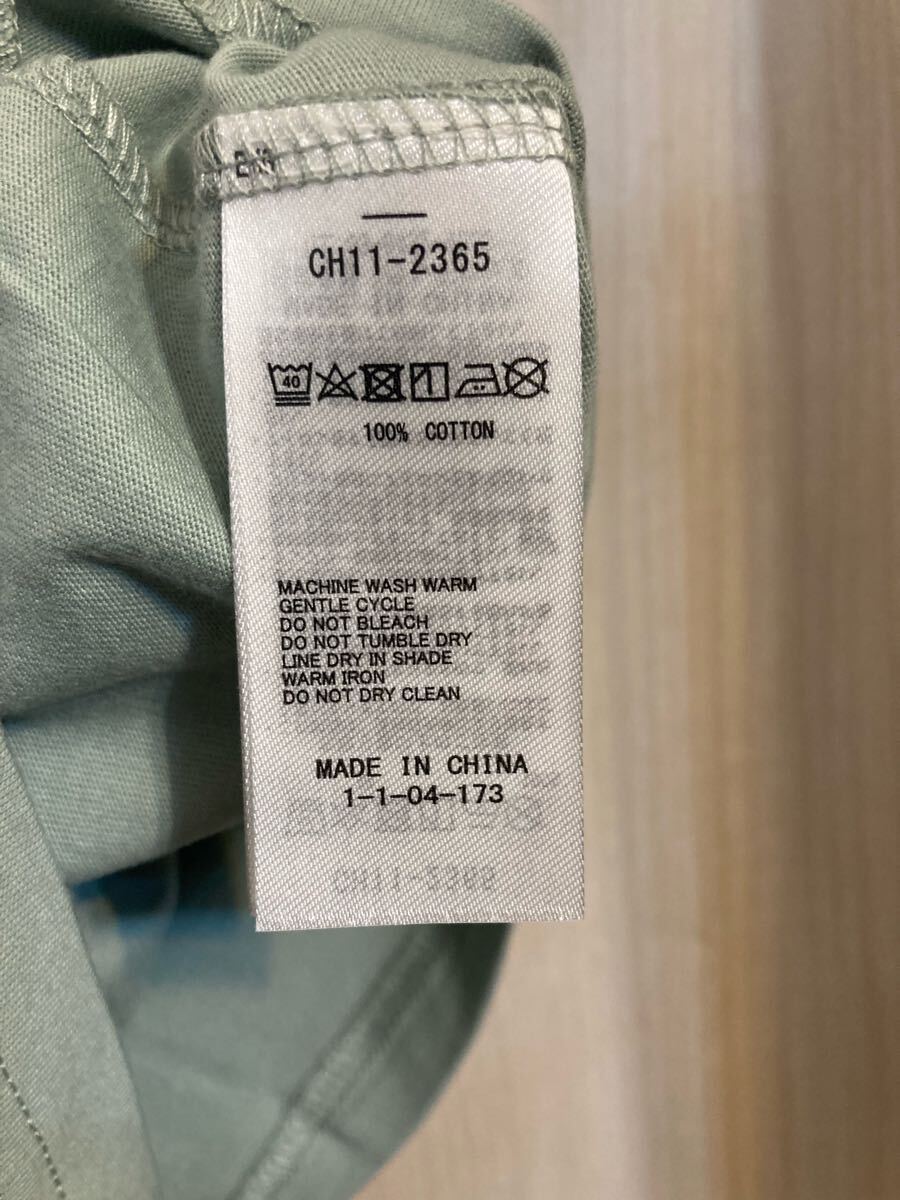 CH11-2365
40
100% COTTON
MACHINE WASH WARM
GENTLE CYCLE
DO NOT BLEACH
DO NOT TUMBLE DRY
LINE DRY IN SHADE
WARM IRON
DO NOT DRY CLEAN
MADE IN CHINA
1-1-04-173